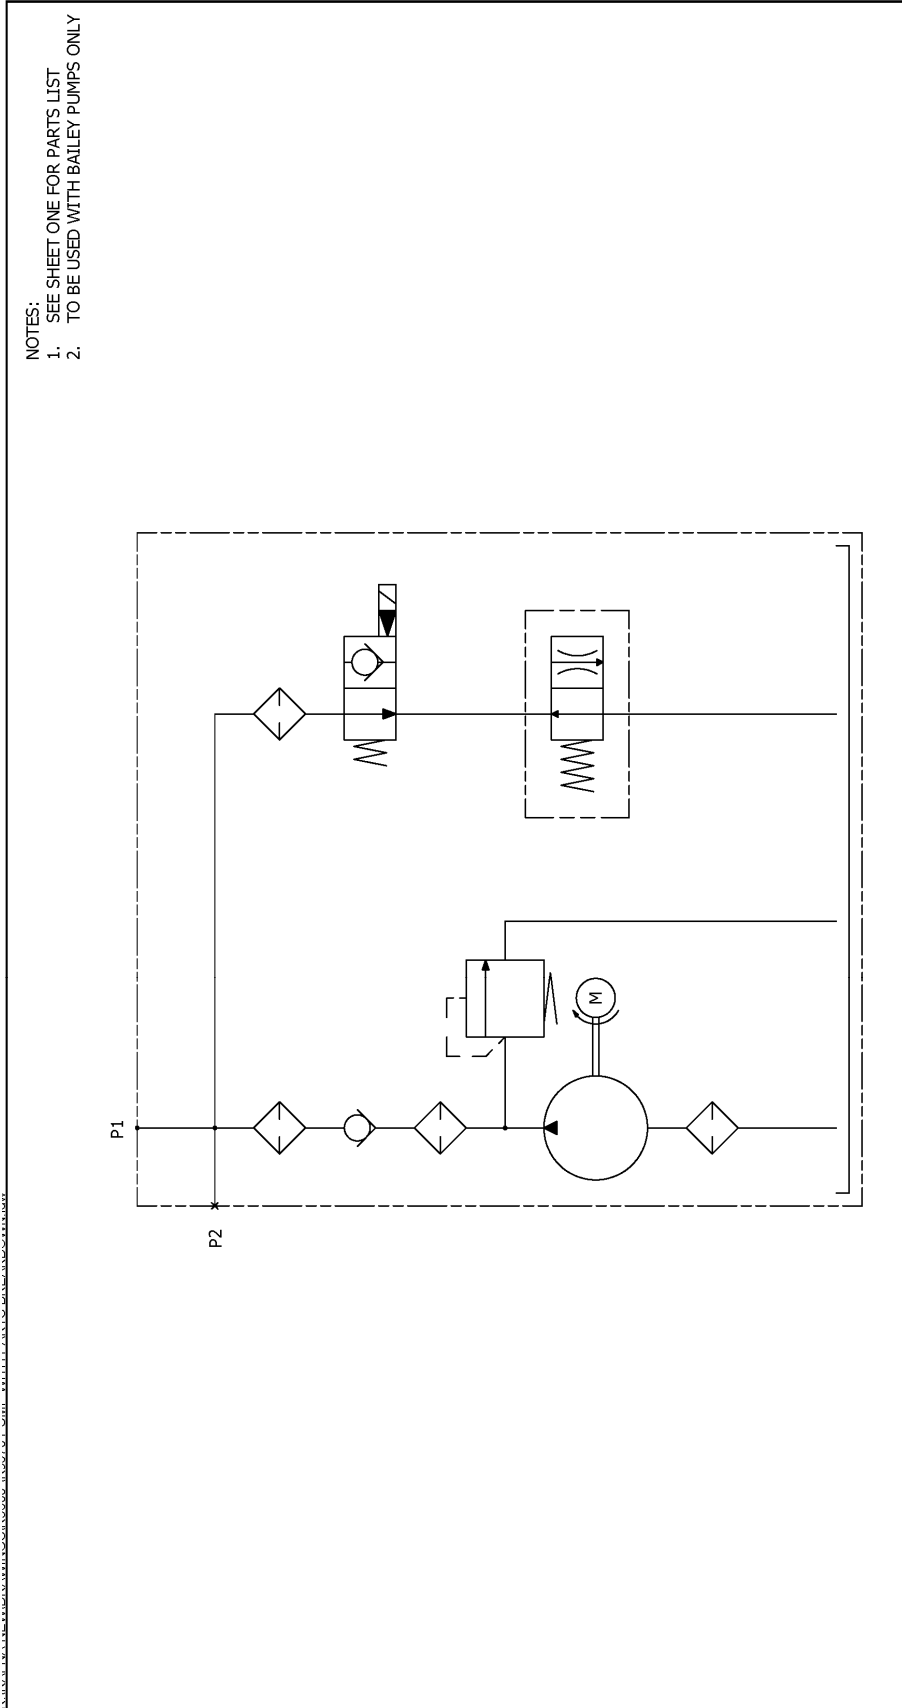 NOTES:
1. SEE SHEET ONE FOR PARTS LIST
2. TO BE USED WITH BAILEY PUMPS ONLY
P1
P2
M